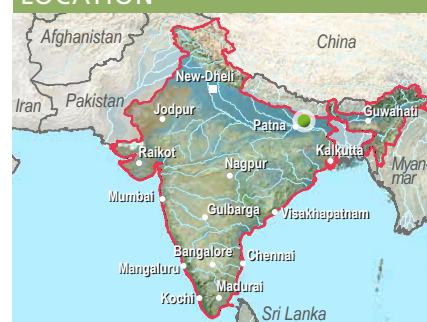 LOCATION
Afghanistan
China
New-Dheli
Iran
Pakistan
Jodpur
Patna
Guwahati
Raikot
Nagpur
Kalkutta
Myan-
mar
Mumbai
Gulbarga
Visakhapatnam
Bangalore
Chennai
Mangaluru
Kochi
Madurai
Sri Lanka